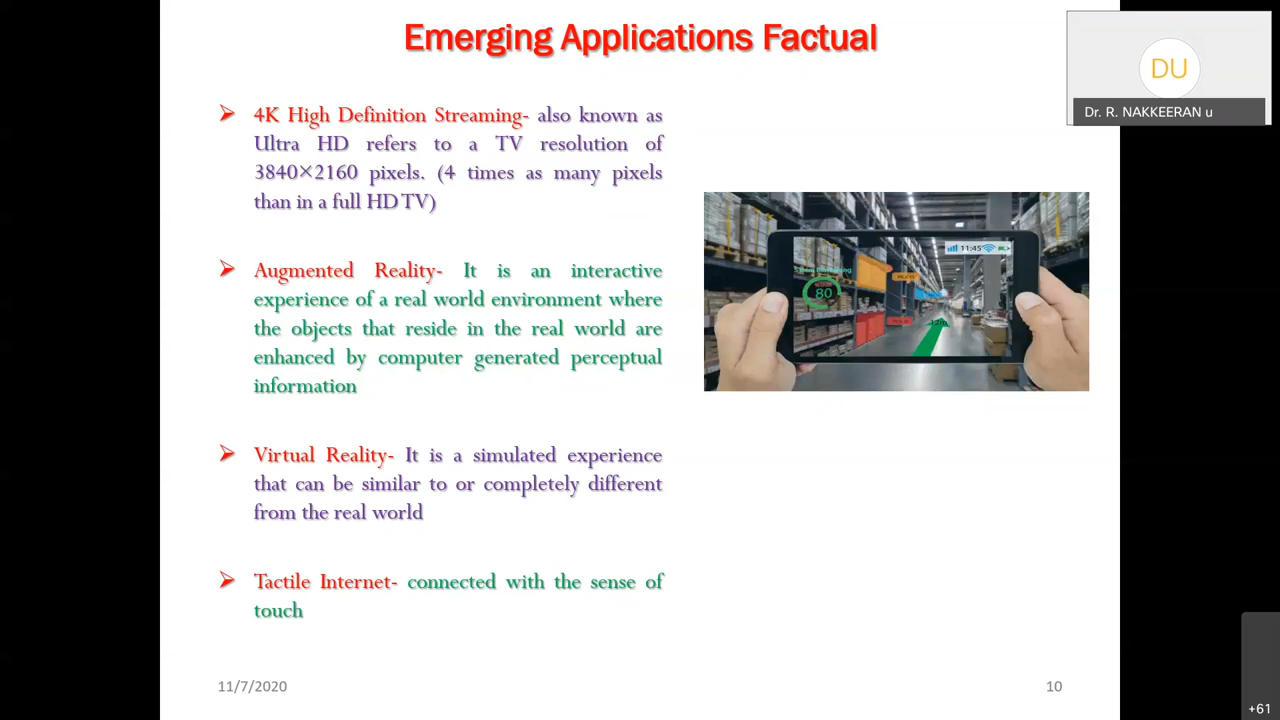 Emerging Applications Factual
4K High Definition Streaming- also known as
Ultra HD refers to a TV resolution of
3840×2160 pixels. (4 times as many pixels
than in a full HD TV)
Augmented Reality- It is an interactive
experience of a real world environment where
the objects that reside in the real world are
enhanced by computer generated perceptual
information
Virtual Reality- It is a simulated experience
that can be similar to or completely different
from the real world
Tactile Internet- connected with the sense of
touch
11/7/2020
10
DU
Dr. R. NAKKEERAN u
11:45
80
12m
+61